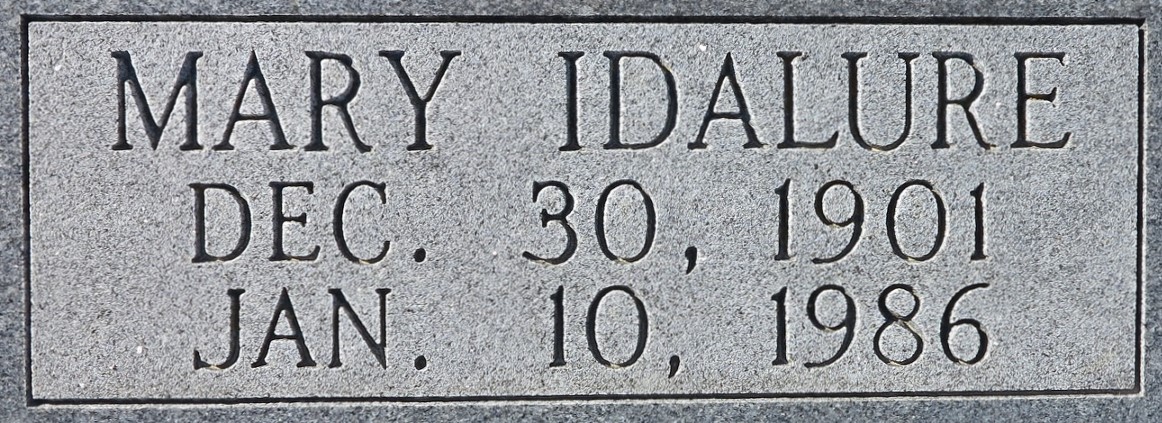 MARY IDALURE
DEC. 30, 1901
JAN. 10, 1986